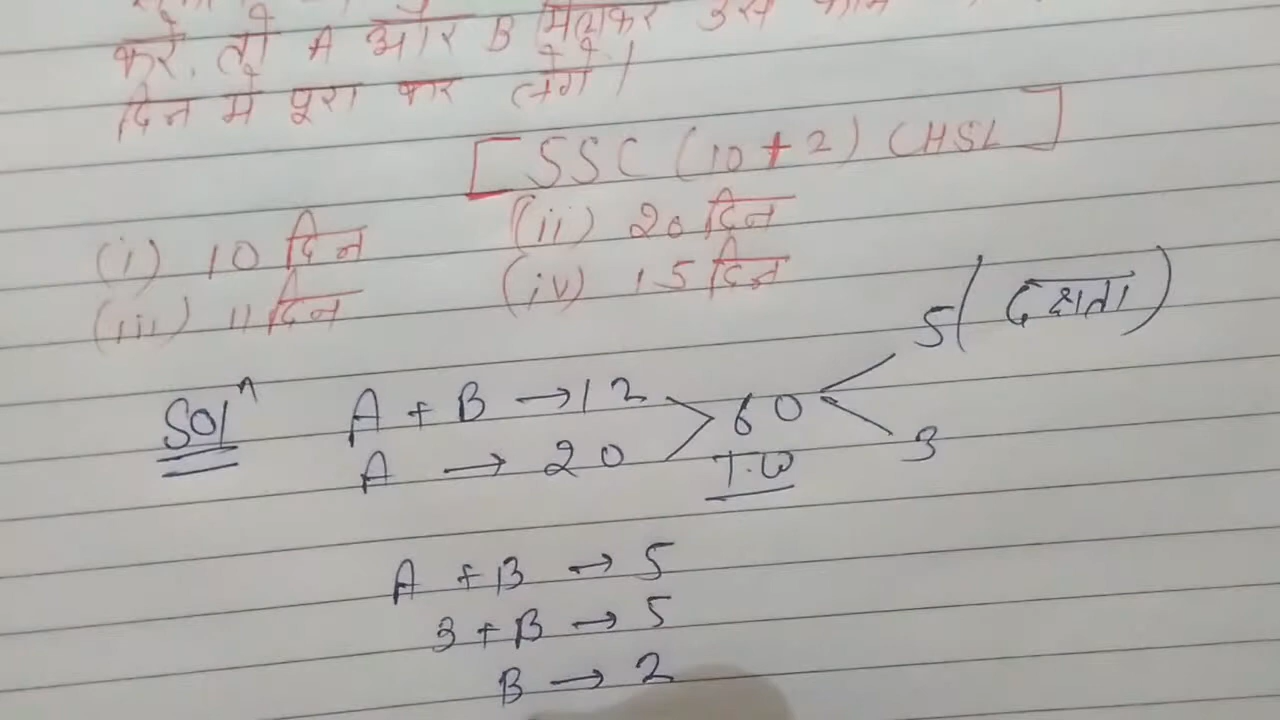 करे, तो A और B मिलकर उस काम
दिन मे पूरा कर लेगे।
[SSC (10+2) CHSL]
(i) 10 दिन (ii) 20 दिन
(iii) 11 दिन (iv) 15 दिन
5 (दक्षता)
Solⁿ A + B → 12 60
A → 20 T.W 3
A + B → 5
3 + B → 5
B → 2